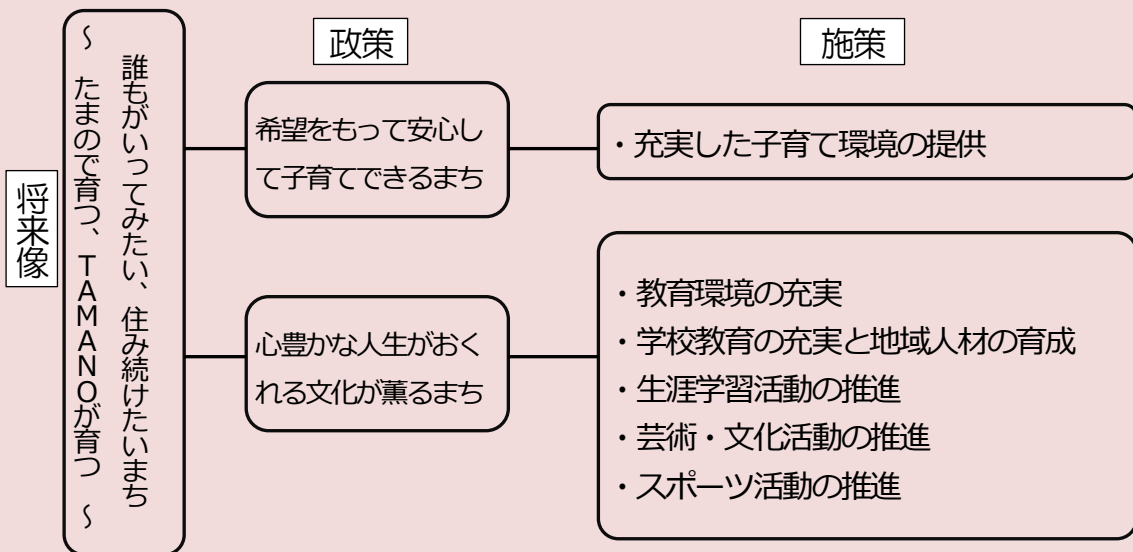 将来像
誰もがいってみたい、住み続けたいまち
~ たまので育つ、TAMANOが育つ ~
政策
希望をもって安心し
て子育てできるまち
心豊かな人生がおく
れる文化が薫るまち
施策
・充実した子育て環境の提供
・教育環境の充実
・学校教育の充実と地域人材の育成
・生涯学習活動の推進
・芸術・文化活動の推進
・スポーツ活動の推進